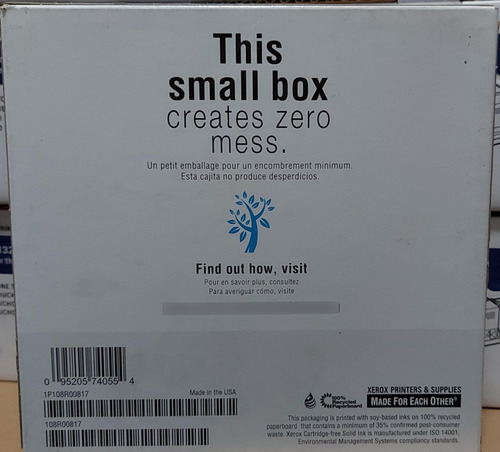 This
small box
creates zero
mess.
Un petit emballage pour un encombrement minimum.
Esta cajita no produce desperdicios.
Find out how, visit
Pour en savoir plus, consultez
Para averiguar cómo, visite
0 95205 74055 4
1P108R00817
Made in the USA
108R00817
100%
Recycled
Paperboard
XEROX PRINTERS & SUPPLIES
MADE FOR EACH OTHER®
This packaging is printed with soy-based inks on 100% recycled
paperboard that contains a minimum of 35% confirmed post-consumer
waste. Xerox Cartridge-free Solid Ink is manufactured under ISO 14001,
Environmental Management Systems compliancy standards.